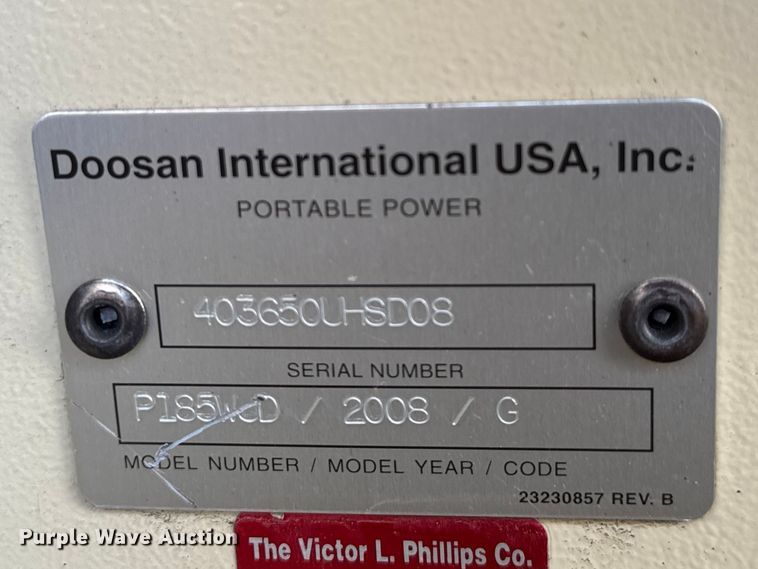 Doosan International USA, Inc.
PORTABLE POWER
403650UHSD08
SERIAL NUMBER
P185WJD / 2008 / G
MODEL NUMBER / MODEL YEAR / CODE
23230857 REV. B
Purple Wave Auction
The Victor L. Phillips Co.